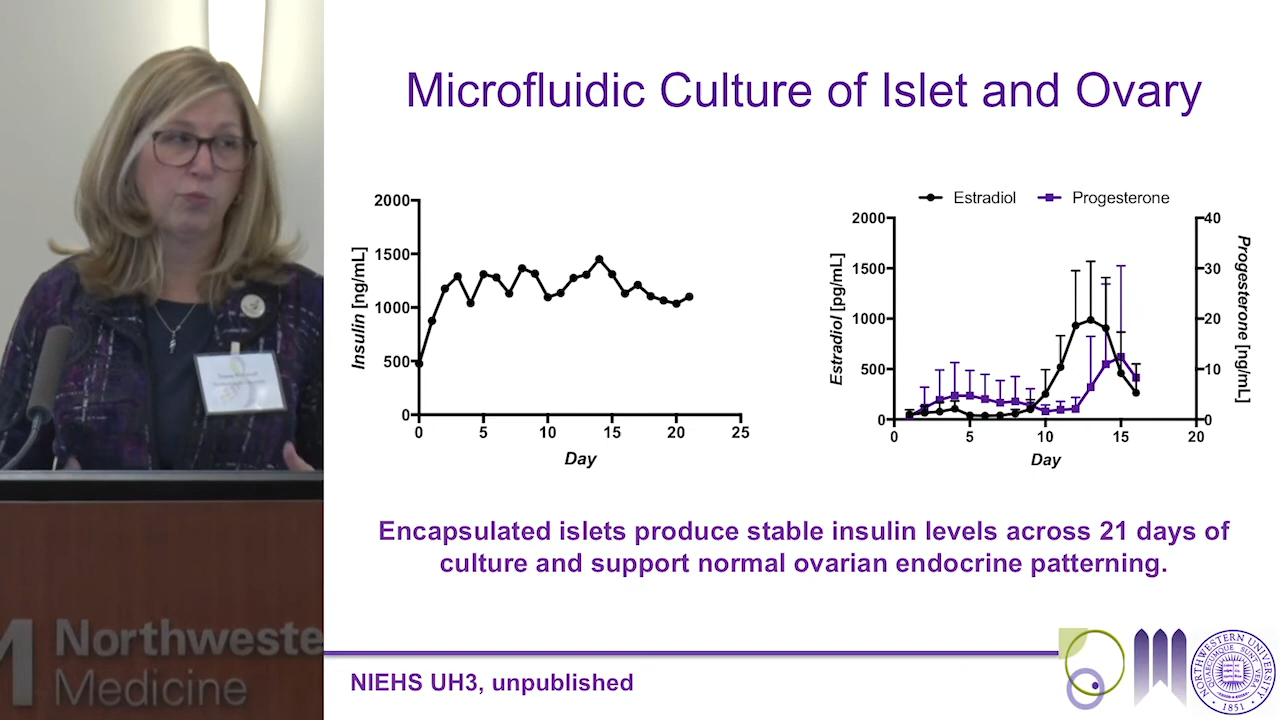 Microfluidic Culture of Islet and Ovary
2000
1500
1000
500
0
Insulin [ng/mL]
0 5 10 15 20 25
Day
Estradiol Progesterone
2000
1500
1000
500
0
Estradiol [pg/mL]
40
30
20
10
0
Progesterone [ng/mL]
0 5 10 15 20
Day
Encapsulated islets produce stable insulin levels across 21 days of
culture and support normal ovarian endocrine patterning.
NIEHS UH3, unpublished
NORTHWESTERN UNIVERSITY
1851
M Northweste
Medicine